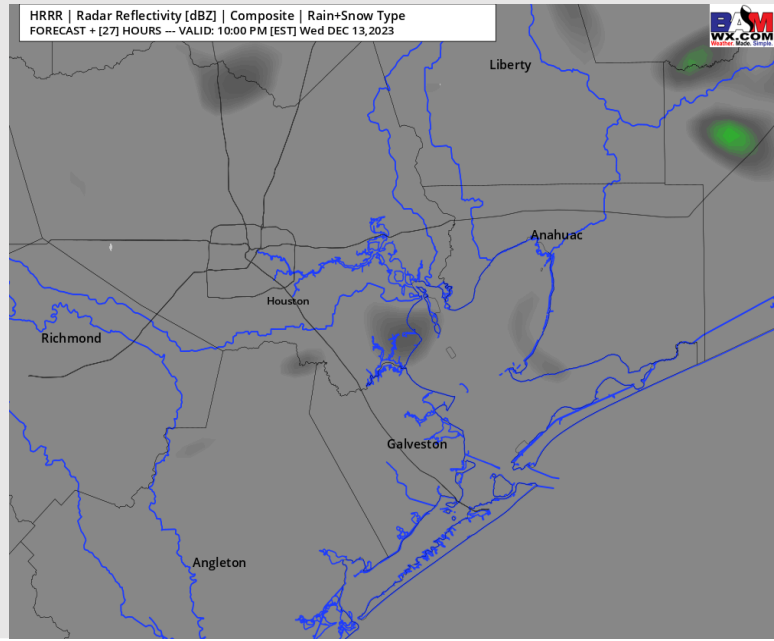 HRRR | Radar Reflectivity [dBZ] | Composite | Rain+Snow Type
FORECAST + [27] HOURS --- VALID: 10:00 PM [EST] Wed DEC 13,2023
BAM
WX.COM
Weather. Made. Simple.
Liberty
Anahuac
Houston
Richmond
Galveston
Angleton